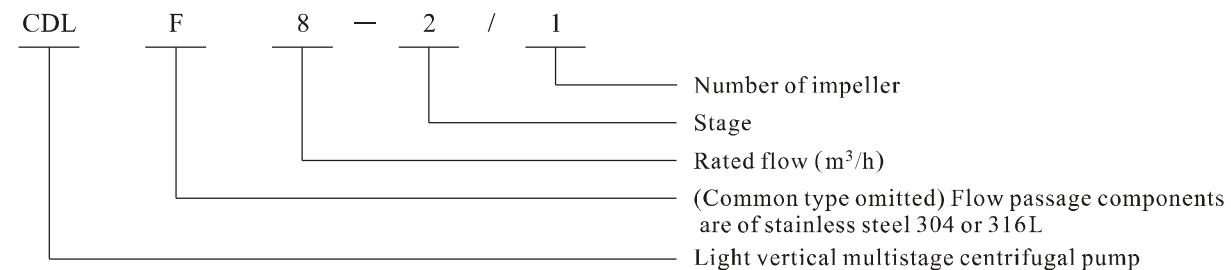 CDL F 8 — 2 / 1
Number of impeller
Stage
Rated flow (m³/h)
(Common type omitted) Flow passage components
are of stainless steel 304 or 316L
Light vertical multistage centrifugal pump